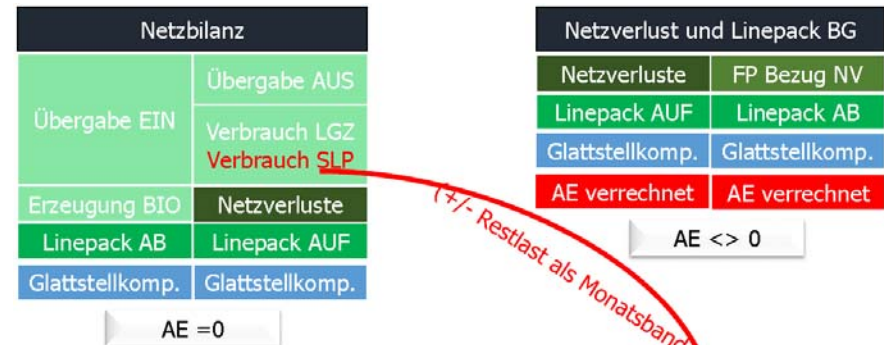 Netzbilanz
Übergabe EIN
Übergabe AUS
Verbrauch LGZ
Verbrauch SLP
Erzeugung BIO
Netzverluste
Linepack AB
Linepack AUF
Glattstellkomp.
Glattstellkomp.
AE =0
(+/- Restlast als Monatsband
Netzverlust und Linepack BG
Netzverluste
FP Bezug NV
Linepack AUF
Linepack AB
Glattstellkomp.
Glattstellkomp.
AE verrechnet
AE verrechnet
AE <> 0